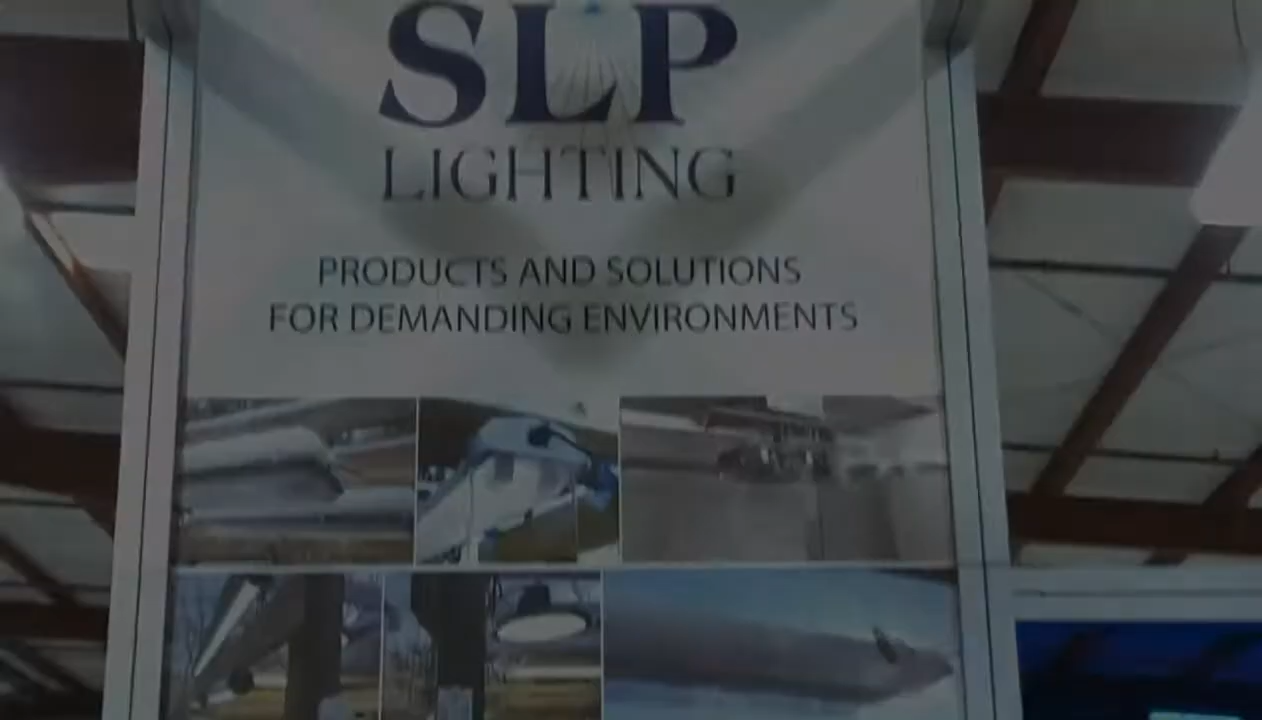 SLP
LIGHTING
PRODUCTS AND SOLUTIONS
FOR DEMANDING ENVIRONMENTS